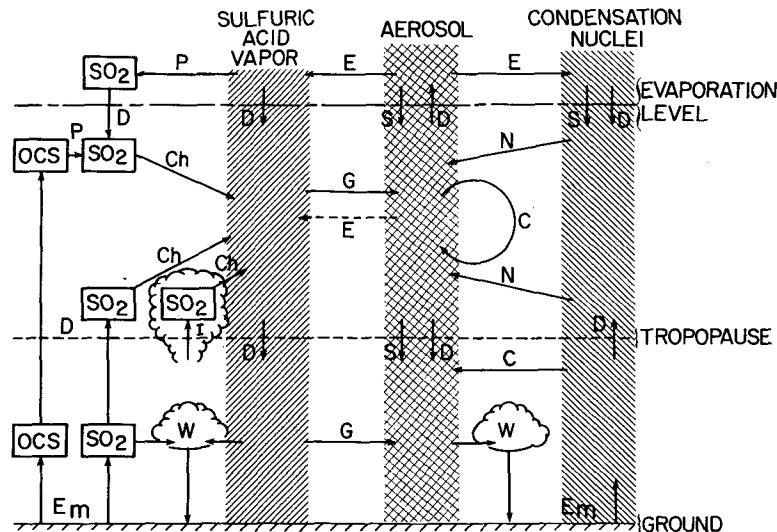 SULFURIC
ACID
VAPOR
AEROSOL
CONDENSATION
NUCLEI
SO2
P
E
E
EVAPORATION
LEVEL
D
D
S
D
S
D
OCS
P
SO2
Ch
N
G
C
E
Ch
Ch
SO2
SO2
N
D
I
D
S
D
D
TROPOPAUSE
C
OCS
SO2
W
G
W
Em
Em
GROUND